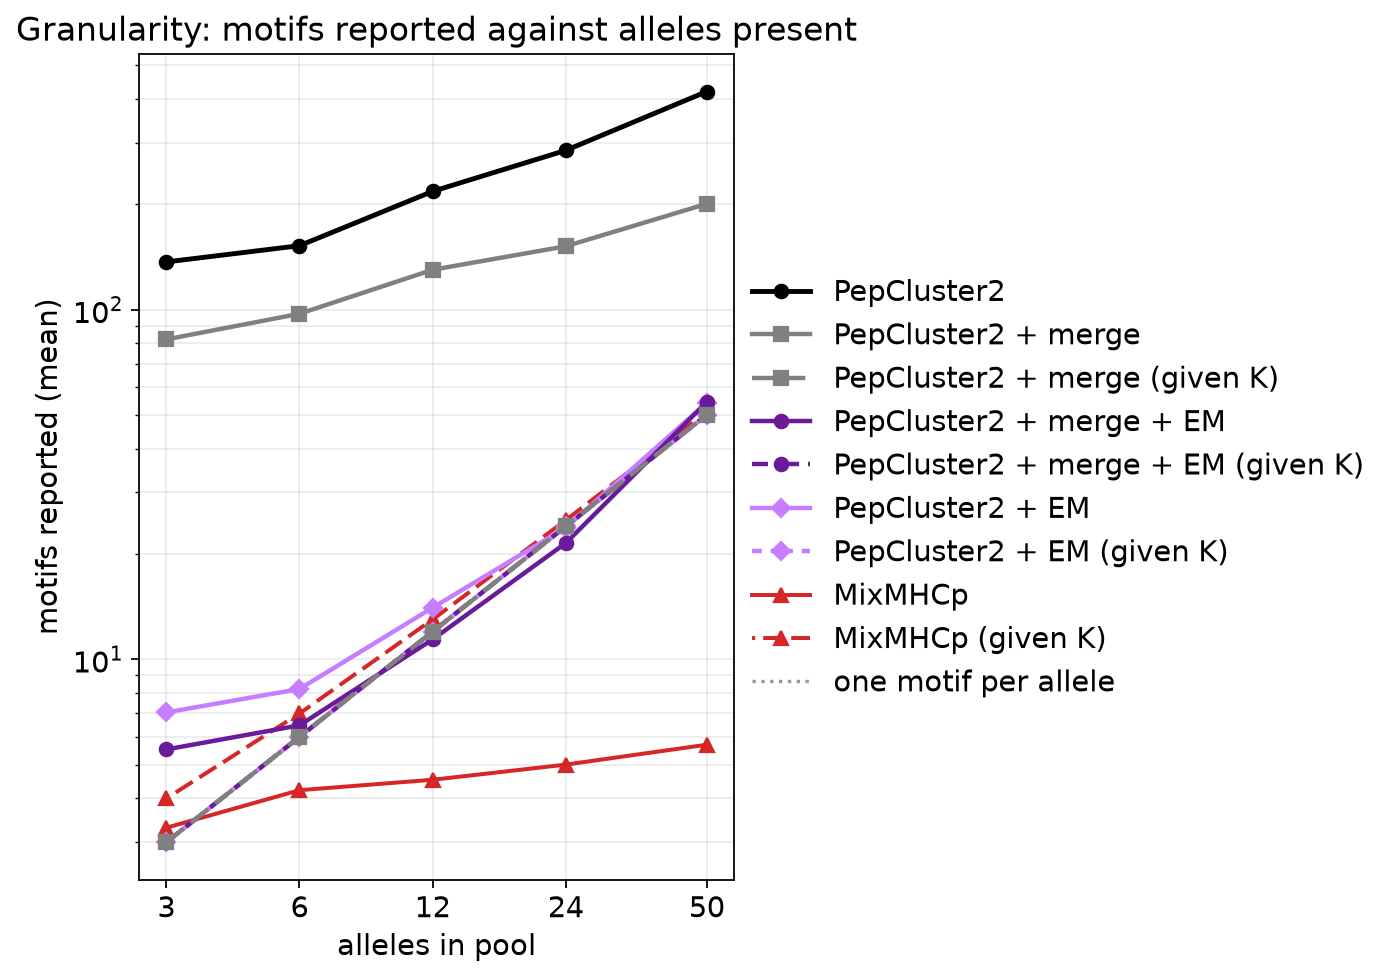 Granularity: motifs reported against alleles present
motifs reported (mean)
10²
10¹
3 6 12 24 50
alleles in pool
PepCluster2
PepCluster2 + merge
PepCluster2 + merge (given K)
PepCluster2 + merge + EM
PepCluster2 + merge + EM (given K)
PepCluster2 + EM
PepCluster2 + EM (given K)
MixMHCp
MixMHCp (given K)
one motif per allele